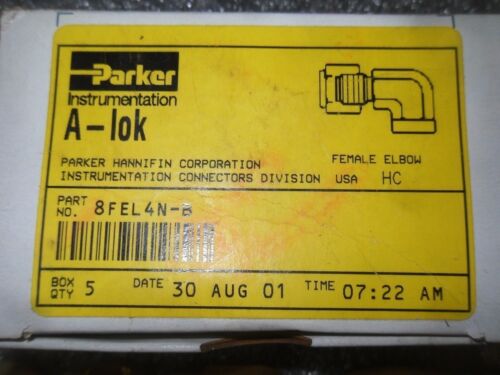 Parker
Instrumentation
A-lok
PARKER HANNIFIN CORPORATION
INSTRUMENTATION CONNECTORS DIVISION
FEMALE ELBOW
USA HC
PART NO. 8FEL4N-B
BOX QTY 5 DATE 30 AUG 01 TIME 07:22 AM